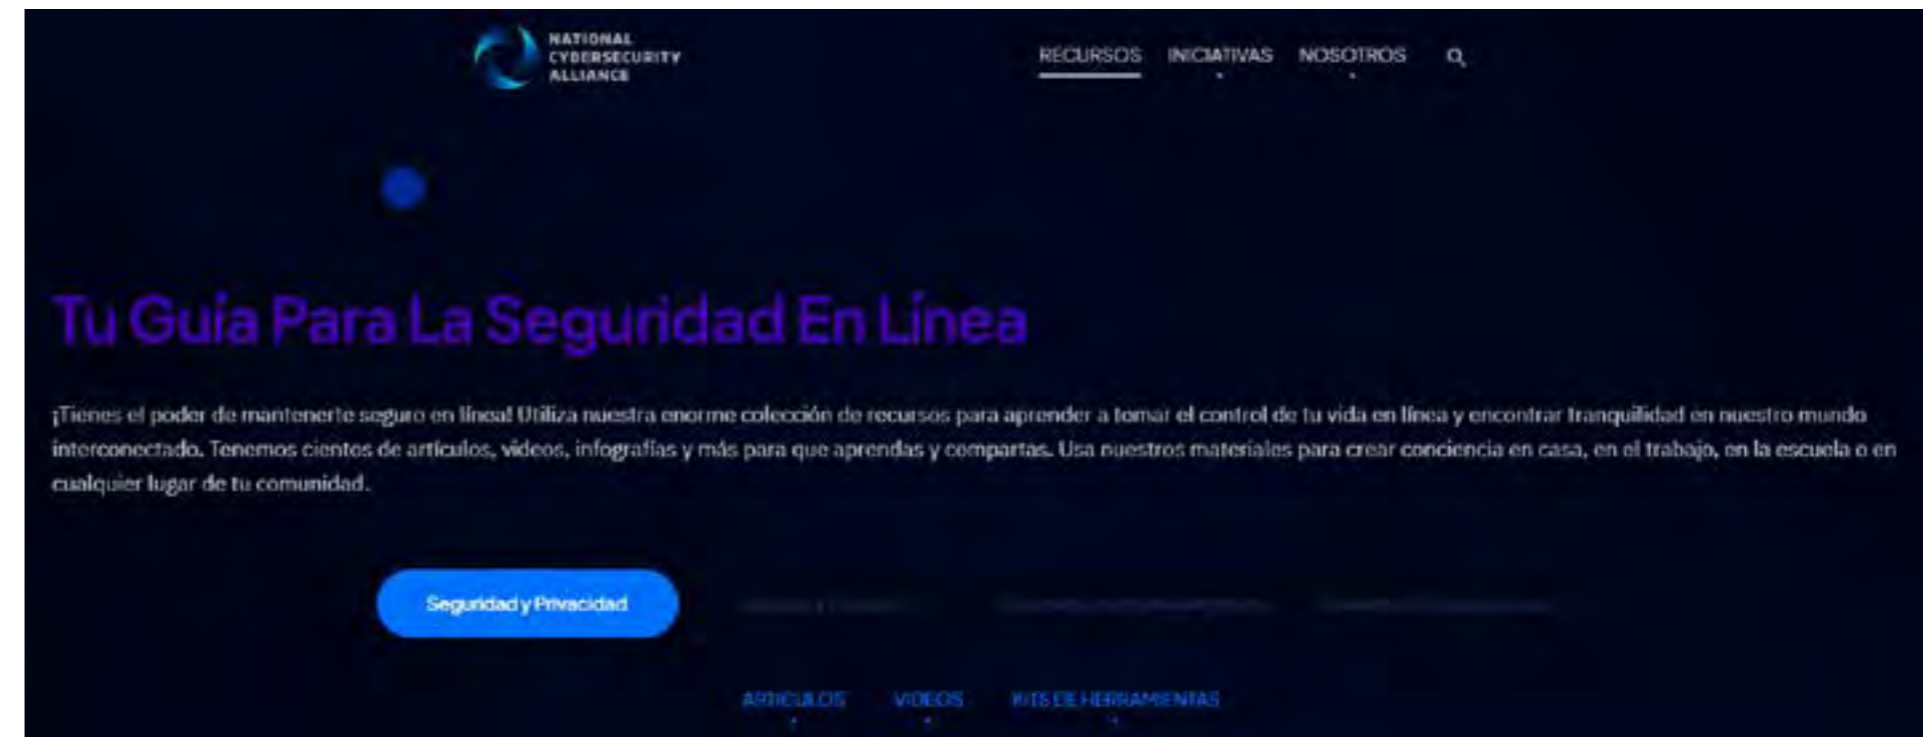 NATIONAL
CYBERSECURITY
ALLIANCE
RECURSOS INICIATIVAS NOSOTROS
Tu Guía Para La Seguridad En Línea
¡Tienes el poder de mantenerte seguro en línea! Utiliza nuestra enorme colección de recursos para aprender a tomar el control de tu vida en línea y encontrar tranquilidad en nuestro mundo
interconectado. Tenemos cientos de artículos, videos, infografías y más para que aprendas y compartas. Usa nuestros materiales para crear conciencia en casa, en el trabajo, en la escuela o en
cualquier lugar de tu comunidad.
Seguridad y Privacidad
ARTICULOS VIDEOS KITS DE HERRAMIENTAS